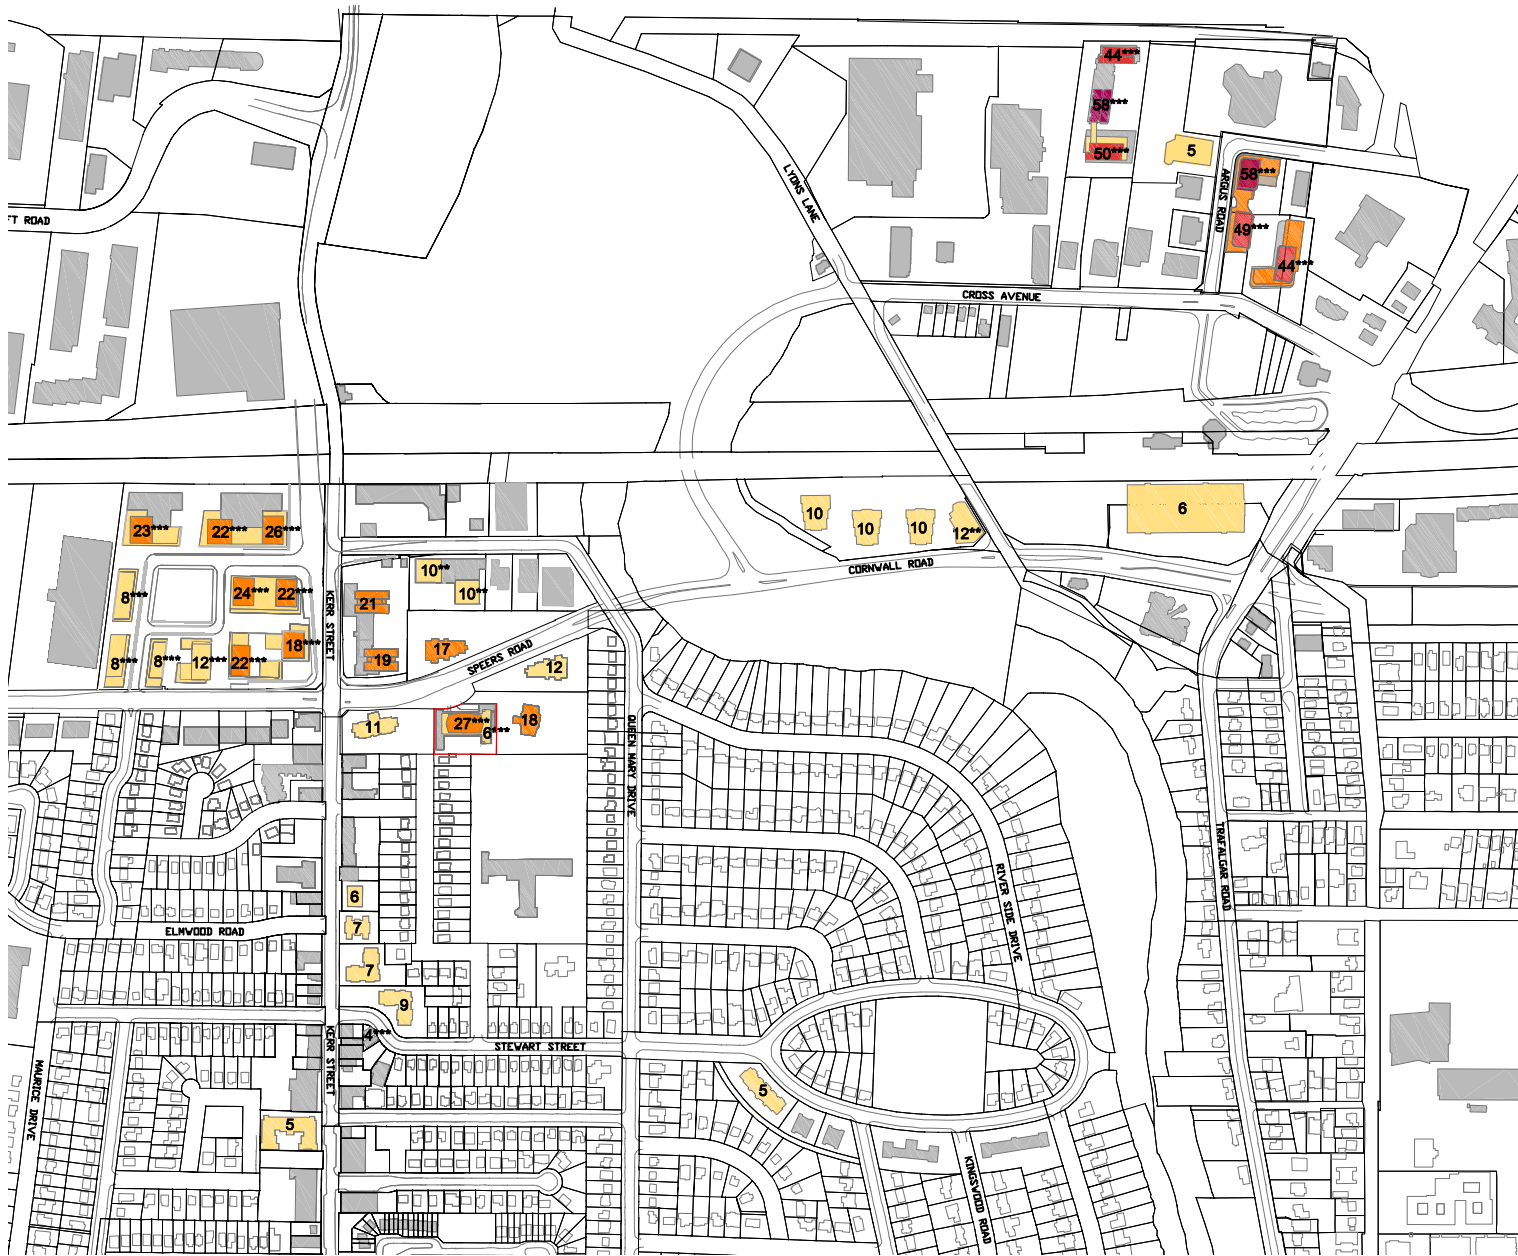 44***
58***
50***
5
58***
49***
44***
LYONS LANE
ARGUS ROAD
FT ROAD
CROSS AVENUE
23***
22***
26***
10
10
10
12**
6
CORNWALL ROAD
8***
24***
22***
10**
10**
21
KERR STREET
8***
8***
12***
22***
18***
19
17
SPEERS ROAD
12
11
27***
6***
18
QUEEN MARY DRIVE
TRAFALGAR ROAD
RIVER SIDE DRIVE
6
7
ELMWOOD ROAD
7
9
4***
KERR STREET
STEWART STREET
MAURICE DRIVE
5
5
KINGSWOOD ROAD